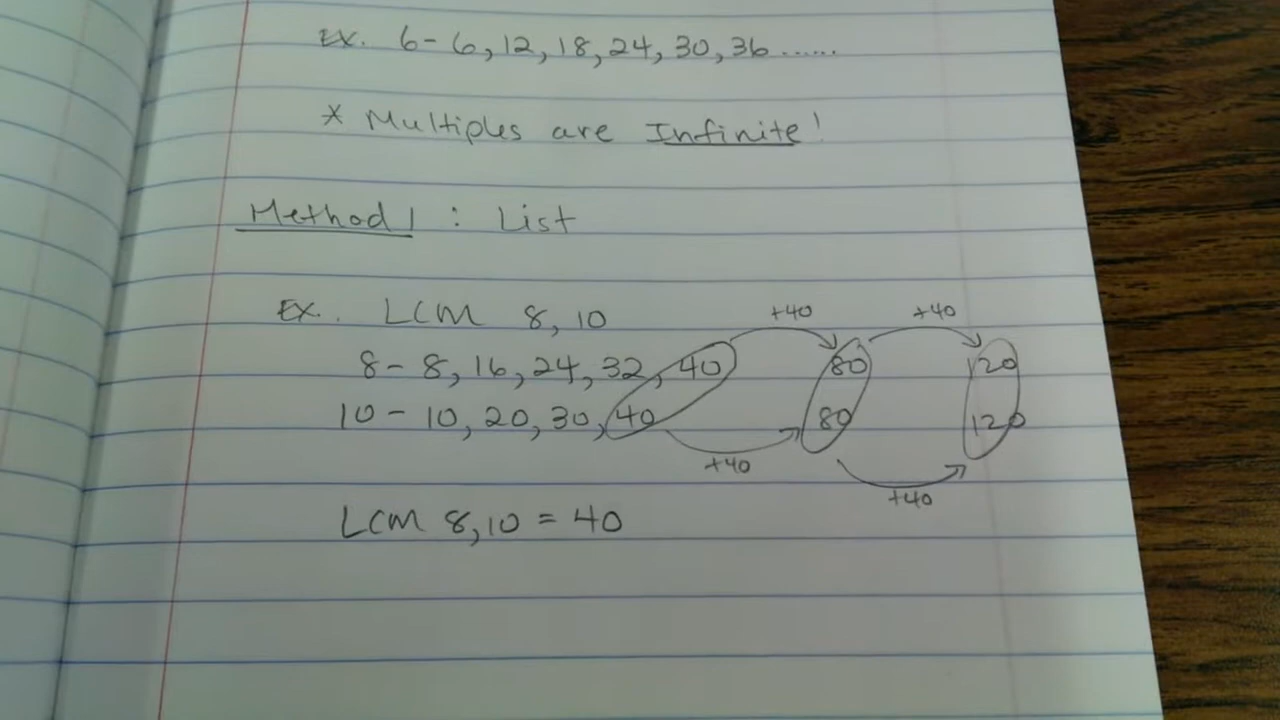 Ex. 6- 6, 12, 18, 24, 30, 36......
* Multiples are Infinite!
Method 1 : List
Ex.. LCM 8, 10
+40 +40
8- 8, 16, 24, 32, 40 80 120
10- 10, 20, 30, 40 80 120
+40 +40
LCM 8, 10 = 40